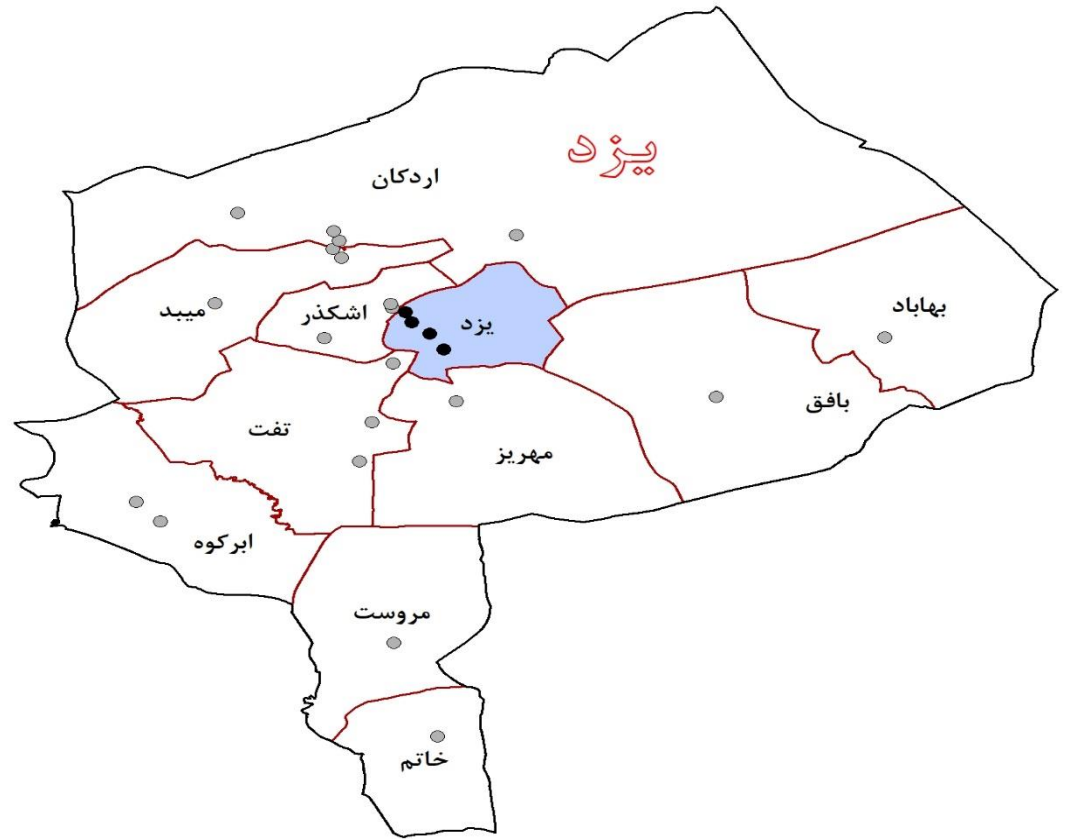 یزد
اردکان
میبد
اشکذر
یزد
بهاباد
بافق
تفت
مهریز
ابرکوه
مروست
خاتم